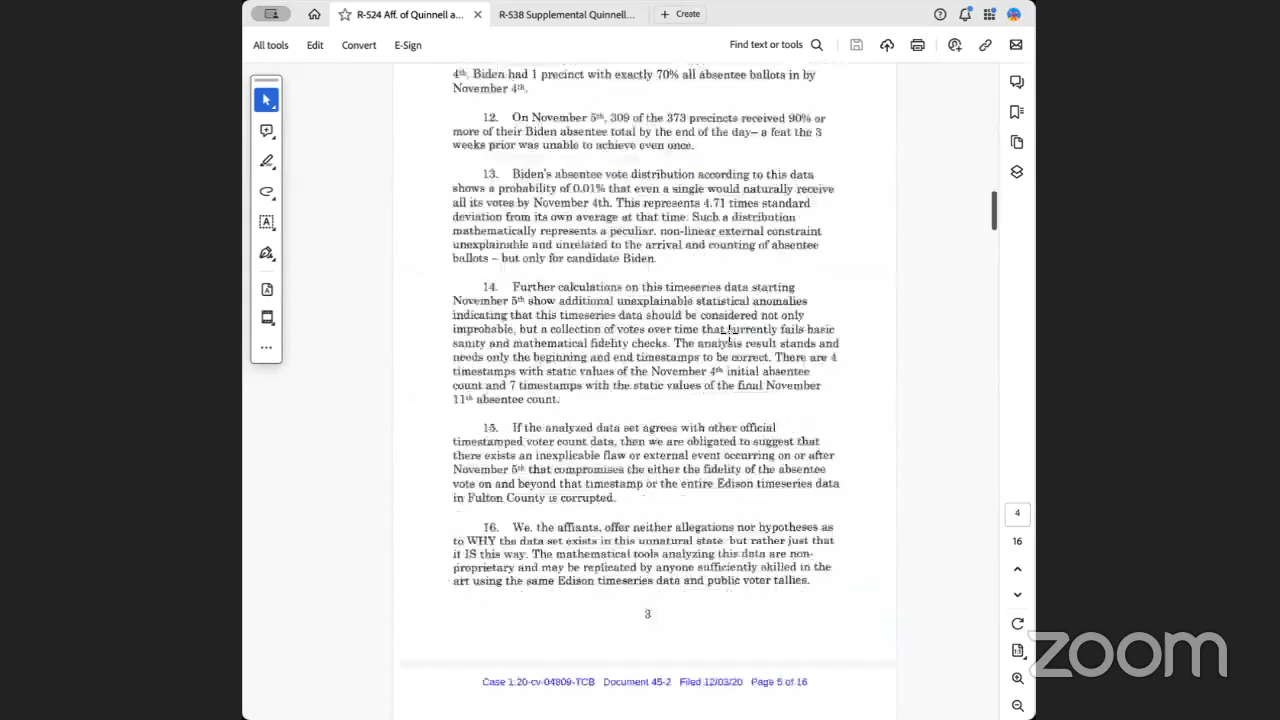 R-524 Aff. of Quinnell a...
R-538 Supplemental Quinnell...
Create
All tools
Edit
Convert
E-Sign
Find text or tools
4th, Biden had 1 precinct with exactly 70% all absentee ballots in by
November 4th.
12. On November 5th, 309 of the 373 precincts received 90% or
more of their Biden absentee total by the end of the day– a feat the 3
weeks prior was unable to achieve even once.
13. Biden's absentee vote distribution according to this data
shows a probability of 0.01% that even a single would naturally receive
all its votes by November 4th. This represents 4.71 times standard
deviation from its own average at that time. Such a distribution
mathematically represents a peculiar, non-linear external constraint
unexplainable and unrelated to the arrival and counting of absentee
ballots – but only for candidate Biden.
14. Further calculations on this timeseries data starting
November 5th show additional unexplainable statistical anomalies
indicating that this timeseries data should be considered not only
improbable, but a collection of votes over time that currently fails basic
sanity and mathematical fidelity checks. The analysis result stands and
needs only the beginning and end timestamps to be correct. There are 4
timestamps with static values of the November 4th initial absentee
count and 7 timestamps with the static values of the final November
11th absentee count.
15. If the analyzed data set agrees with other official
timestamped voter count data, then we are obligated to suggest that
there exists an inexplicable flaw or external event occurring on or after
November 5th that compromises the either the fidelity of the absentee
vote on and beyond that timestamp or the entire Edison timeseries data
in Fulton County is corrupted.
16. We, the affiants, offer neither allegations nor hypotheses as
to WHY the data set exists in this unnatural state, but rather just that
it IS this way. The mathematical tools analyzing this data are non-
proprietary and may be replicated by anyone sufficiently skilled in the
art using the same Edison timeseries data and public voter tallies.
3
Case 1:20-cv-04809-TCB Document 45-2 Filed 12/03/20 Page 5 of 16
4
16
zoom